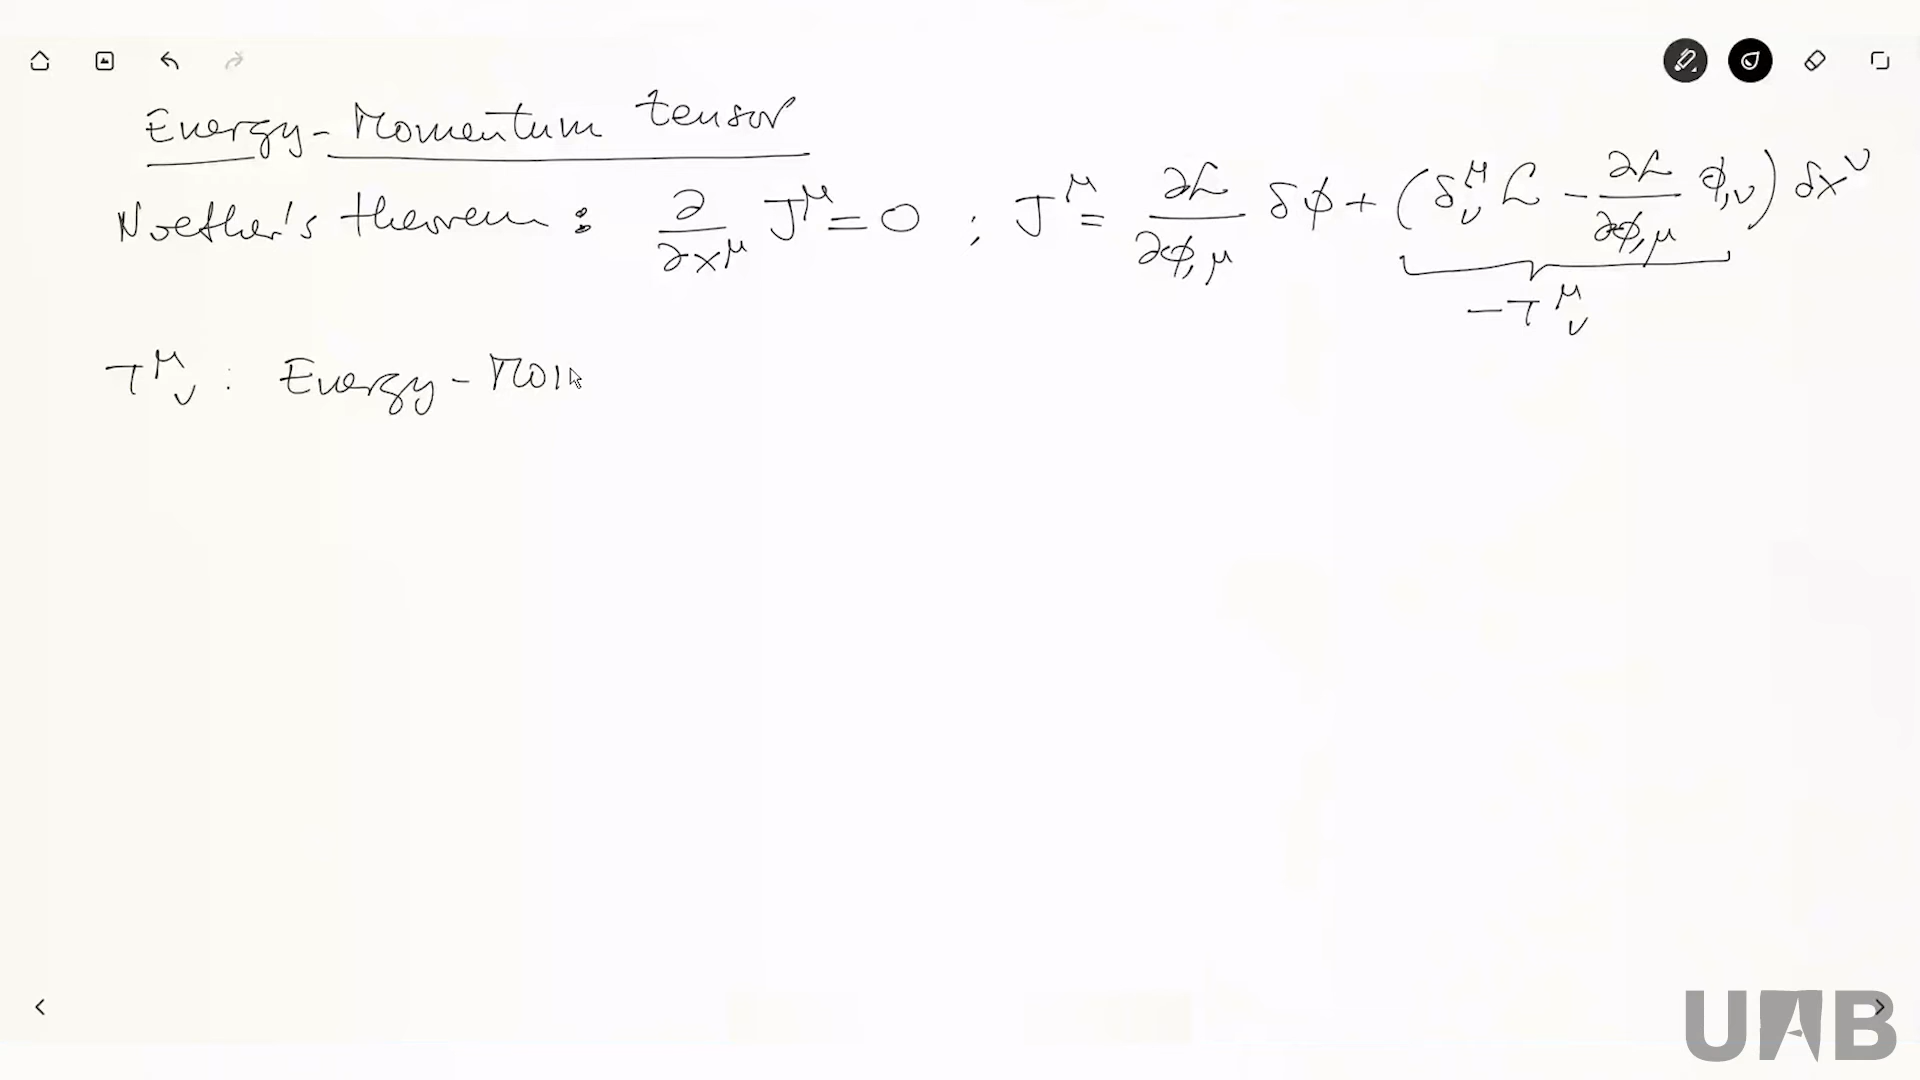 Energy-Momentum tensor
Noether's theorem : ∂/∂x^μ J^μ = 0 ; J^μ = ∂ℒ/∂ϕ,μ δϕ + (δ^μ_ν ℒ - ∂ℒ/∂ϕ,μ ϕ,ν) δx^ν
-T^μ_ν
T^μ_ν : Energy-Mom
UAB